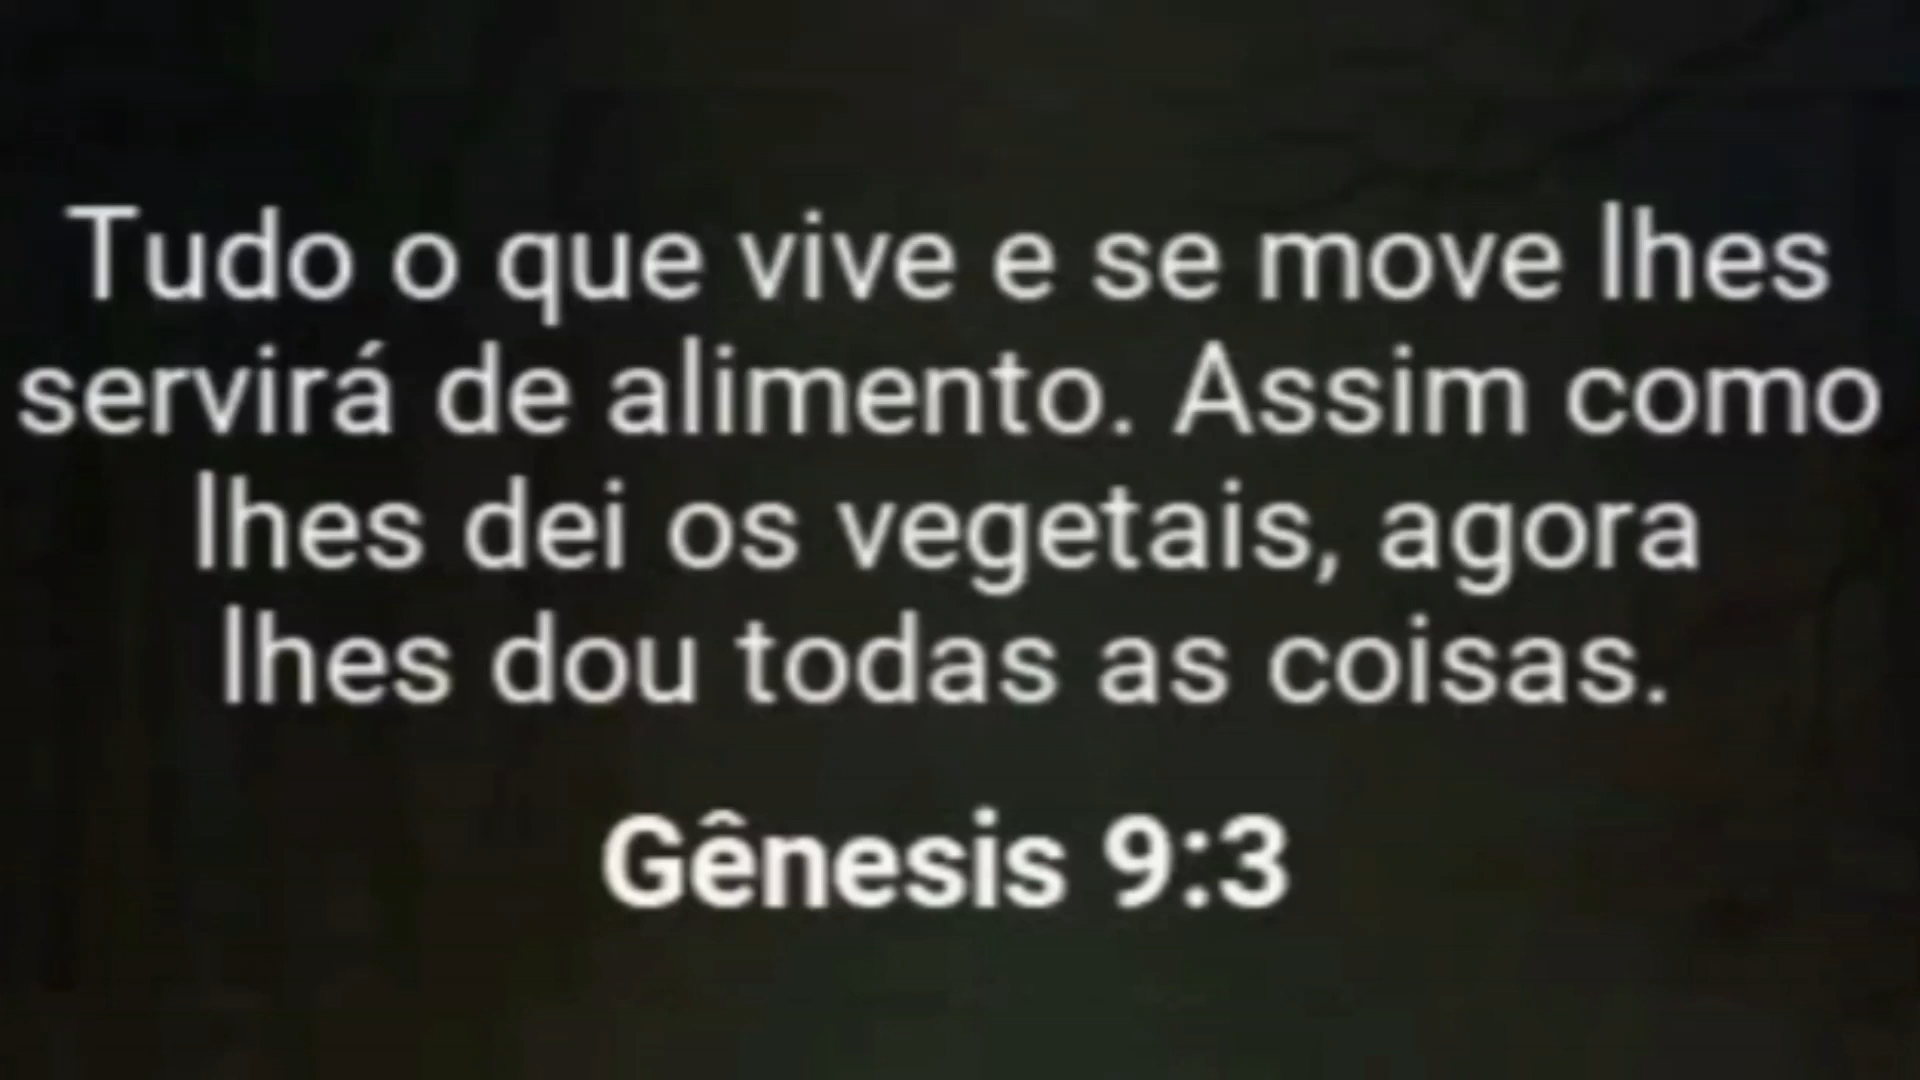 Tudo o que vive e se move lhes
servirá de alimento. Assim como
lhes dei os vegetais, agora
lhes dou todas as coisas.
Gênesis 9:3